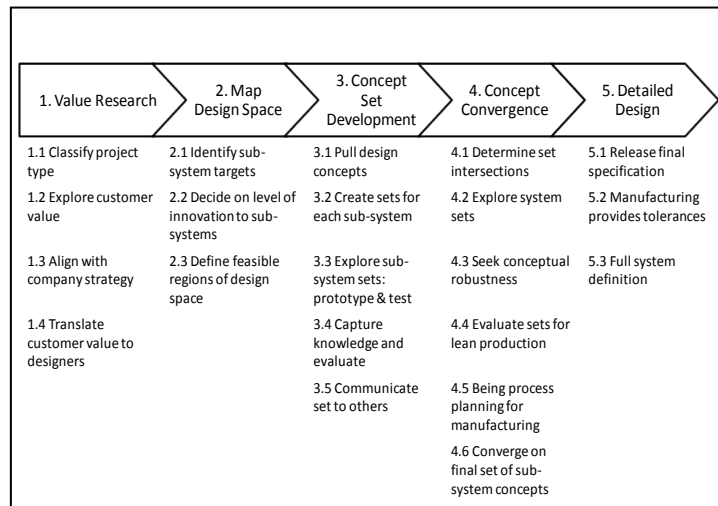 1. Value Research
2. Map
Design Space
3. Concept
Set
Development
4. Concept
Convergence
5. Detailed
Design
1.1 Classify project
type
1.2 Explore customer
value
1.3 Align with
company strategy
1.4 Translate
customer value to
designers
2.1 Identify sub-
system targets
2.2 Decide on level of
innovation to sub-
systems
2.3 Define feasible
regions of design
space
3.1 Pull design
concepts
3.2 Create sets for
each sub-system
3.3 Explore sub-
system sets:
prototype & test
3.4 Capture
knowledge and
evaluate
3.5 Communicate
set to others
4.1 Determine set
intersections
4.2 Explore system
sets
4.3 Seek conceptual
robustness
4.4 Evaluate sets for
lean production
4.5 Being process
planning for
manufacturing
4.6 Converge on
final set of sub-
system concepts
5.1 Release final
specification
5.2 Manufacturing
provides tolerances
5.3 Full system
definition